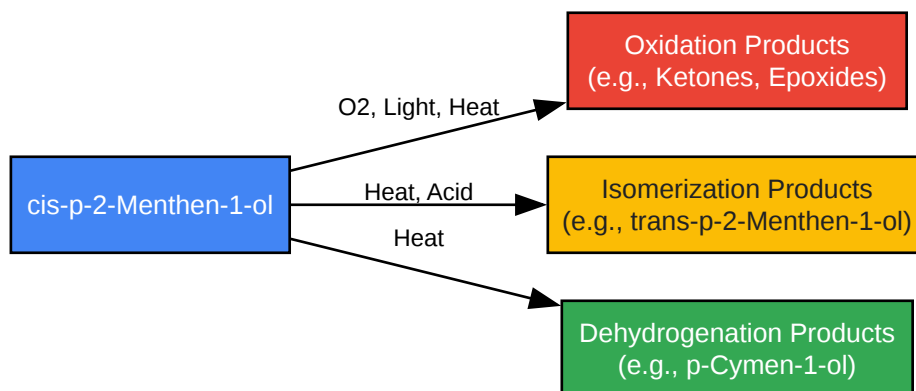 Oxidation Products
(e.g., Ketones, Epoxides)
O2, Light, Heat
cis-p-2-Menthen-1-ol
Heat, Acid
Isomerization Products
(e.g., trans-p-2-Menthen-1-ol)
Heat
Dehydrogenation Products
(e.g., p-Cymen-1-ol)